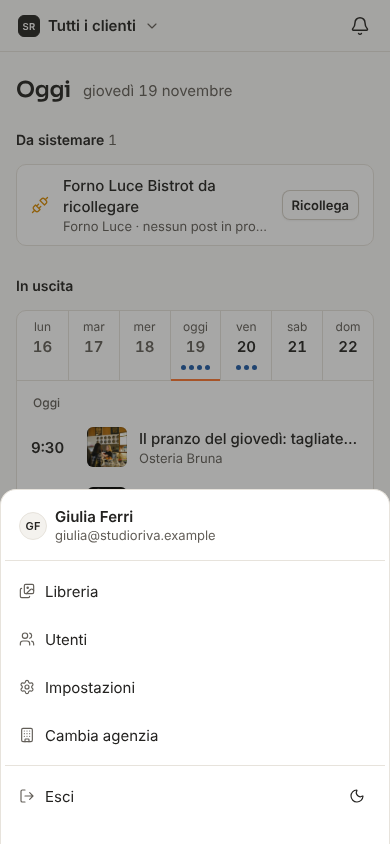 SR Tutti i clienti
Oggi giovedì 19 novembre
Da sistemare 1
Forno Luce Bistrot da
ricollegare
Forno Luce · nessun post in pro...
Ricollega
In uscita
lun mar mer oggi ven sab dom
16 17 18 19 20 21 22
Oggi
9:30
Il pranzo del giovedì: tagliate...
Osteria Bruna
GF
Giulia Ferri
giulia@studioriva.example
Libreria
Utenti
Impostazioni
Cambia agenzia
Esci